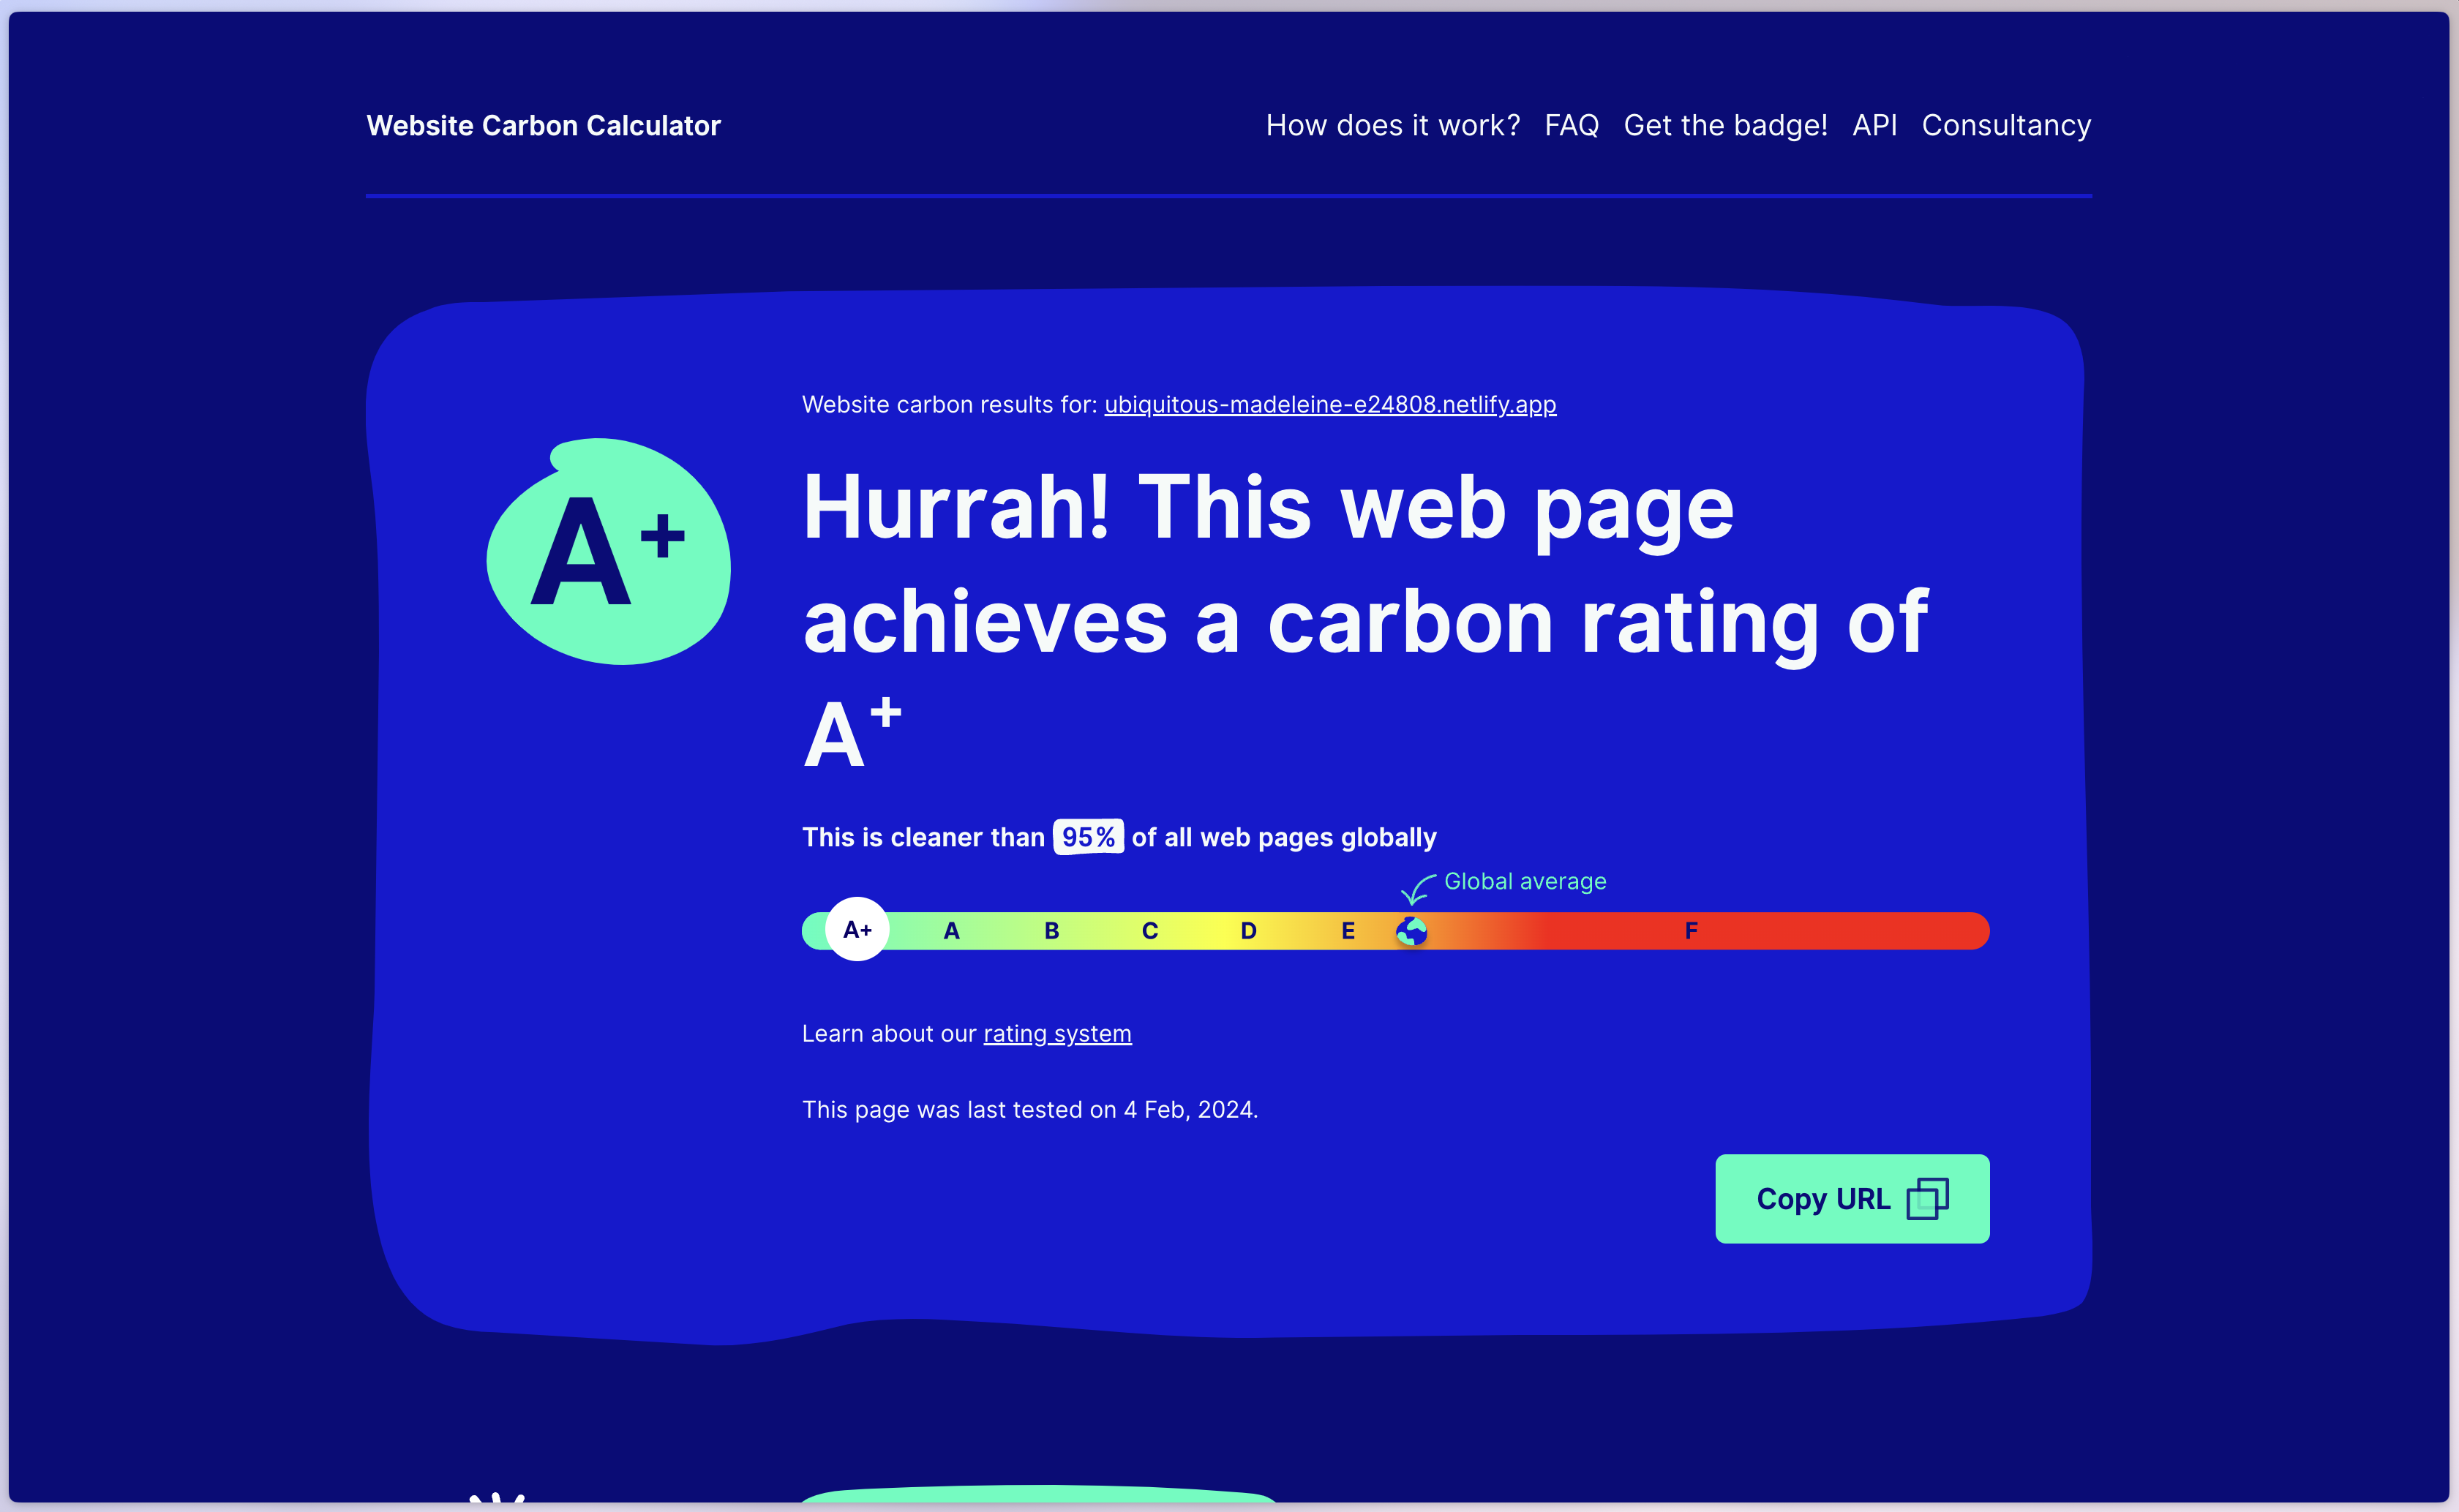 Website Carbon Calculator
How does it work? FAQ Get the badge! API Consultancy
Website carbon results for: ubiquitous-madeleine-e24808.netlify.app
A+
Hurrah! This web page
achieves a carbon rating of
A+
This is cleaner than 95% of all web pages globally
Global average
A+ A B C D E F
Learn about our rating system
This page was last tested on 4 Feb, 2024.
Copy URL